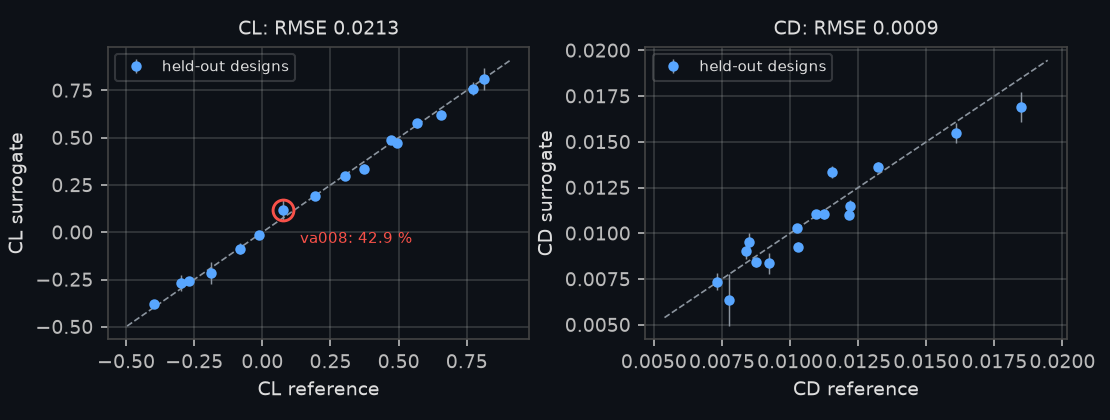 CL: RMSE 0.0213
held-out designs
CL surrogate
0.75
0.50
0.25
0.00
−0.25
−0.50
va008: 42.9 %
−0.50 −0.25 0.00 0.25 0.50 0.75
CL reference
CD: RMSE 0.0009
held-out designs
CD surrogate
0.0200
0.0175
0.0150
0.0125
0.0100
0.0075
0.0050
0.0050 0.0075 0.0100 0.0125 0.0150 0.0175 0.0200
CD reference